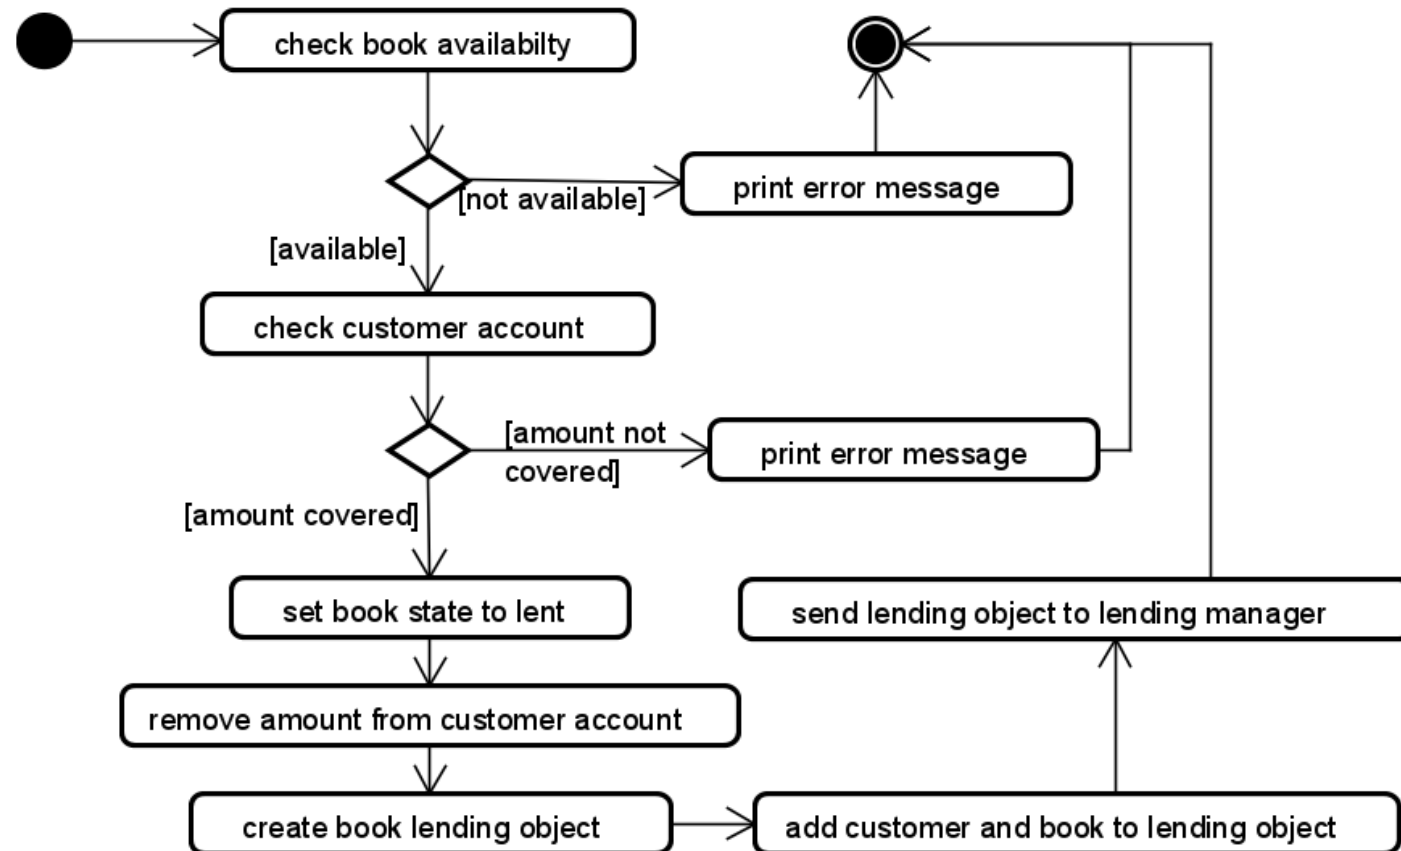 check book availabilty
[not available]
print error message
[available]
check customer account
[amount not
covered]
print error message
[amount covered]
set book state to lent
send lending object to lending manager
remove amount from customer account
create book lending object
add customer and book to lending object